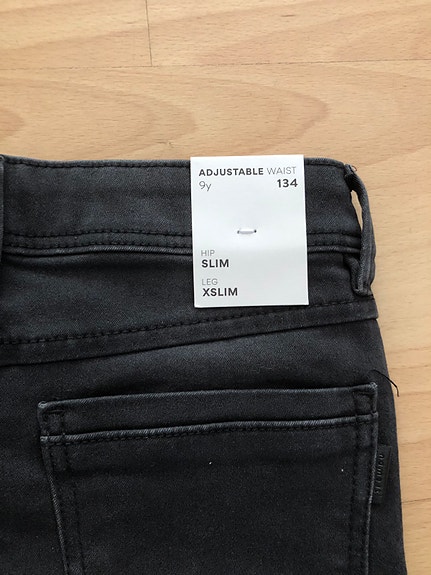 ADJUSTABLE WAIST
9y 134
HIP
SLIM
LEG
XSLIM